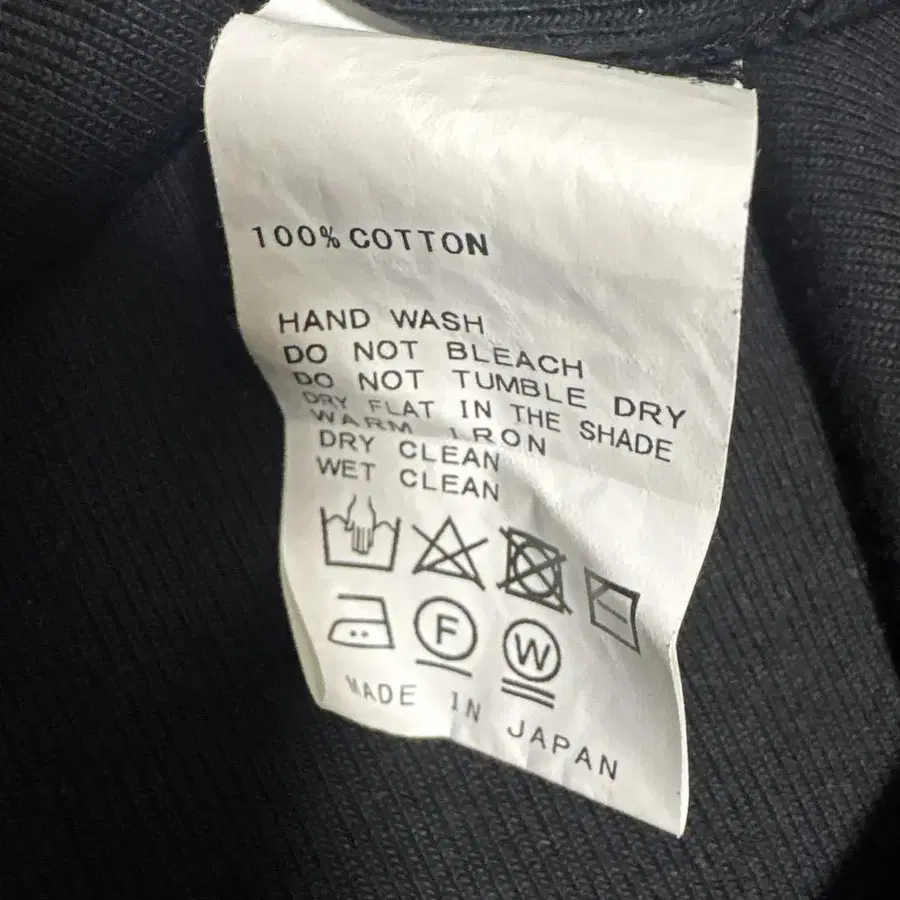 100% COTTON
HAND WASH
DO NOT BLEACH
DO NOT TUMBLE DRY
DRY FLAT IN THE SHADE
WARM IRON
DRY CLEAN
WET CLEAN
F
W
MADE IN JAPAN